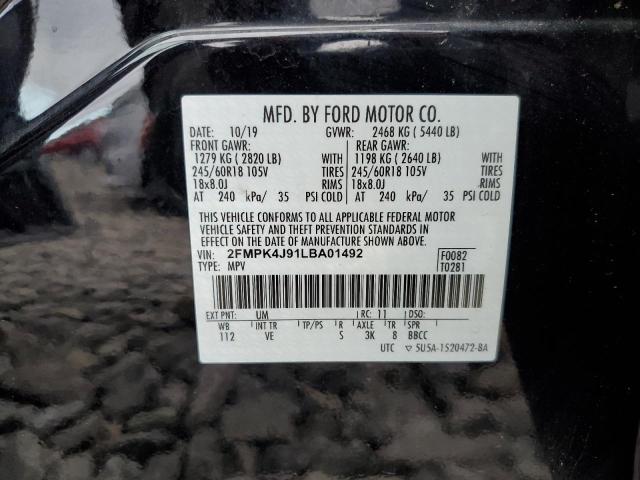 MFD. BY FORD MOTOR CO.
DATE: 10/19 GVWR: 2468 KG ( 5440 LB)
FRONT GAWR: REAR GAWR:
1279 KG ( 2820 LB) WITH 1198 KG ( 2640 LB) WITH
245/60R18 105V TIRES 245/60R18 105V TIRES
18x8.0J RIMS 18x8.0J RIMS
AT 240 kPa/ 35 PSI COLD AT 240 kPa/ 35 PSI COLD
THIS VEHICLE CONFORMS TO ALL APPLICABLE FEDERAL MOTOR
VEHICLE SAFETY AND THEFT PREVENTION STANDARDS IN
EFFECT ON THE DATE OF MANUFACTURE SHOWN ABOVE.
VIN: 2FMPK4J91LBA01492 F0082
TYPE: MPV T0281
EXT PNT: UM RC: 11 DSO:
WB INT TR TP/PS R AXLE TR SPR
112 VE S 3K 8 BBCC
UTC ▽ 5U5A-1520472-BA